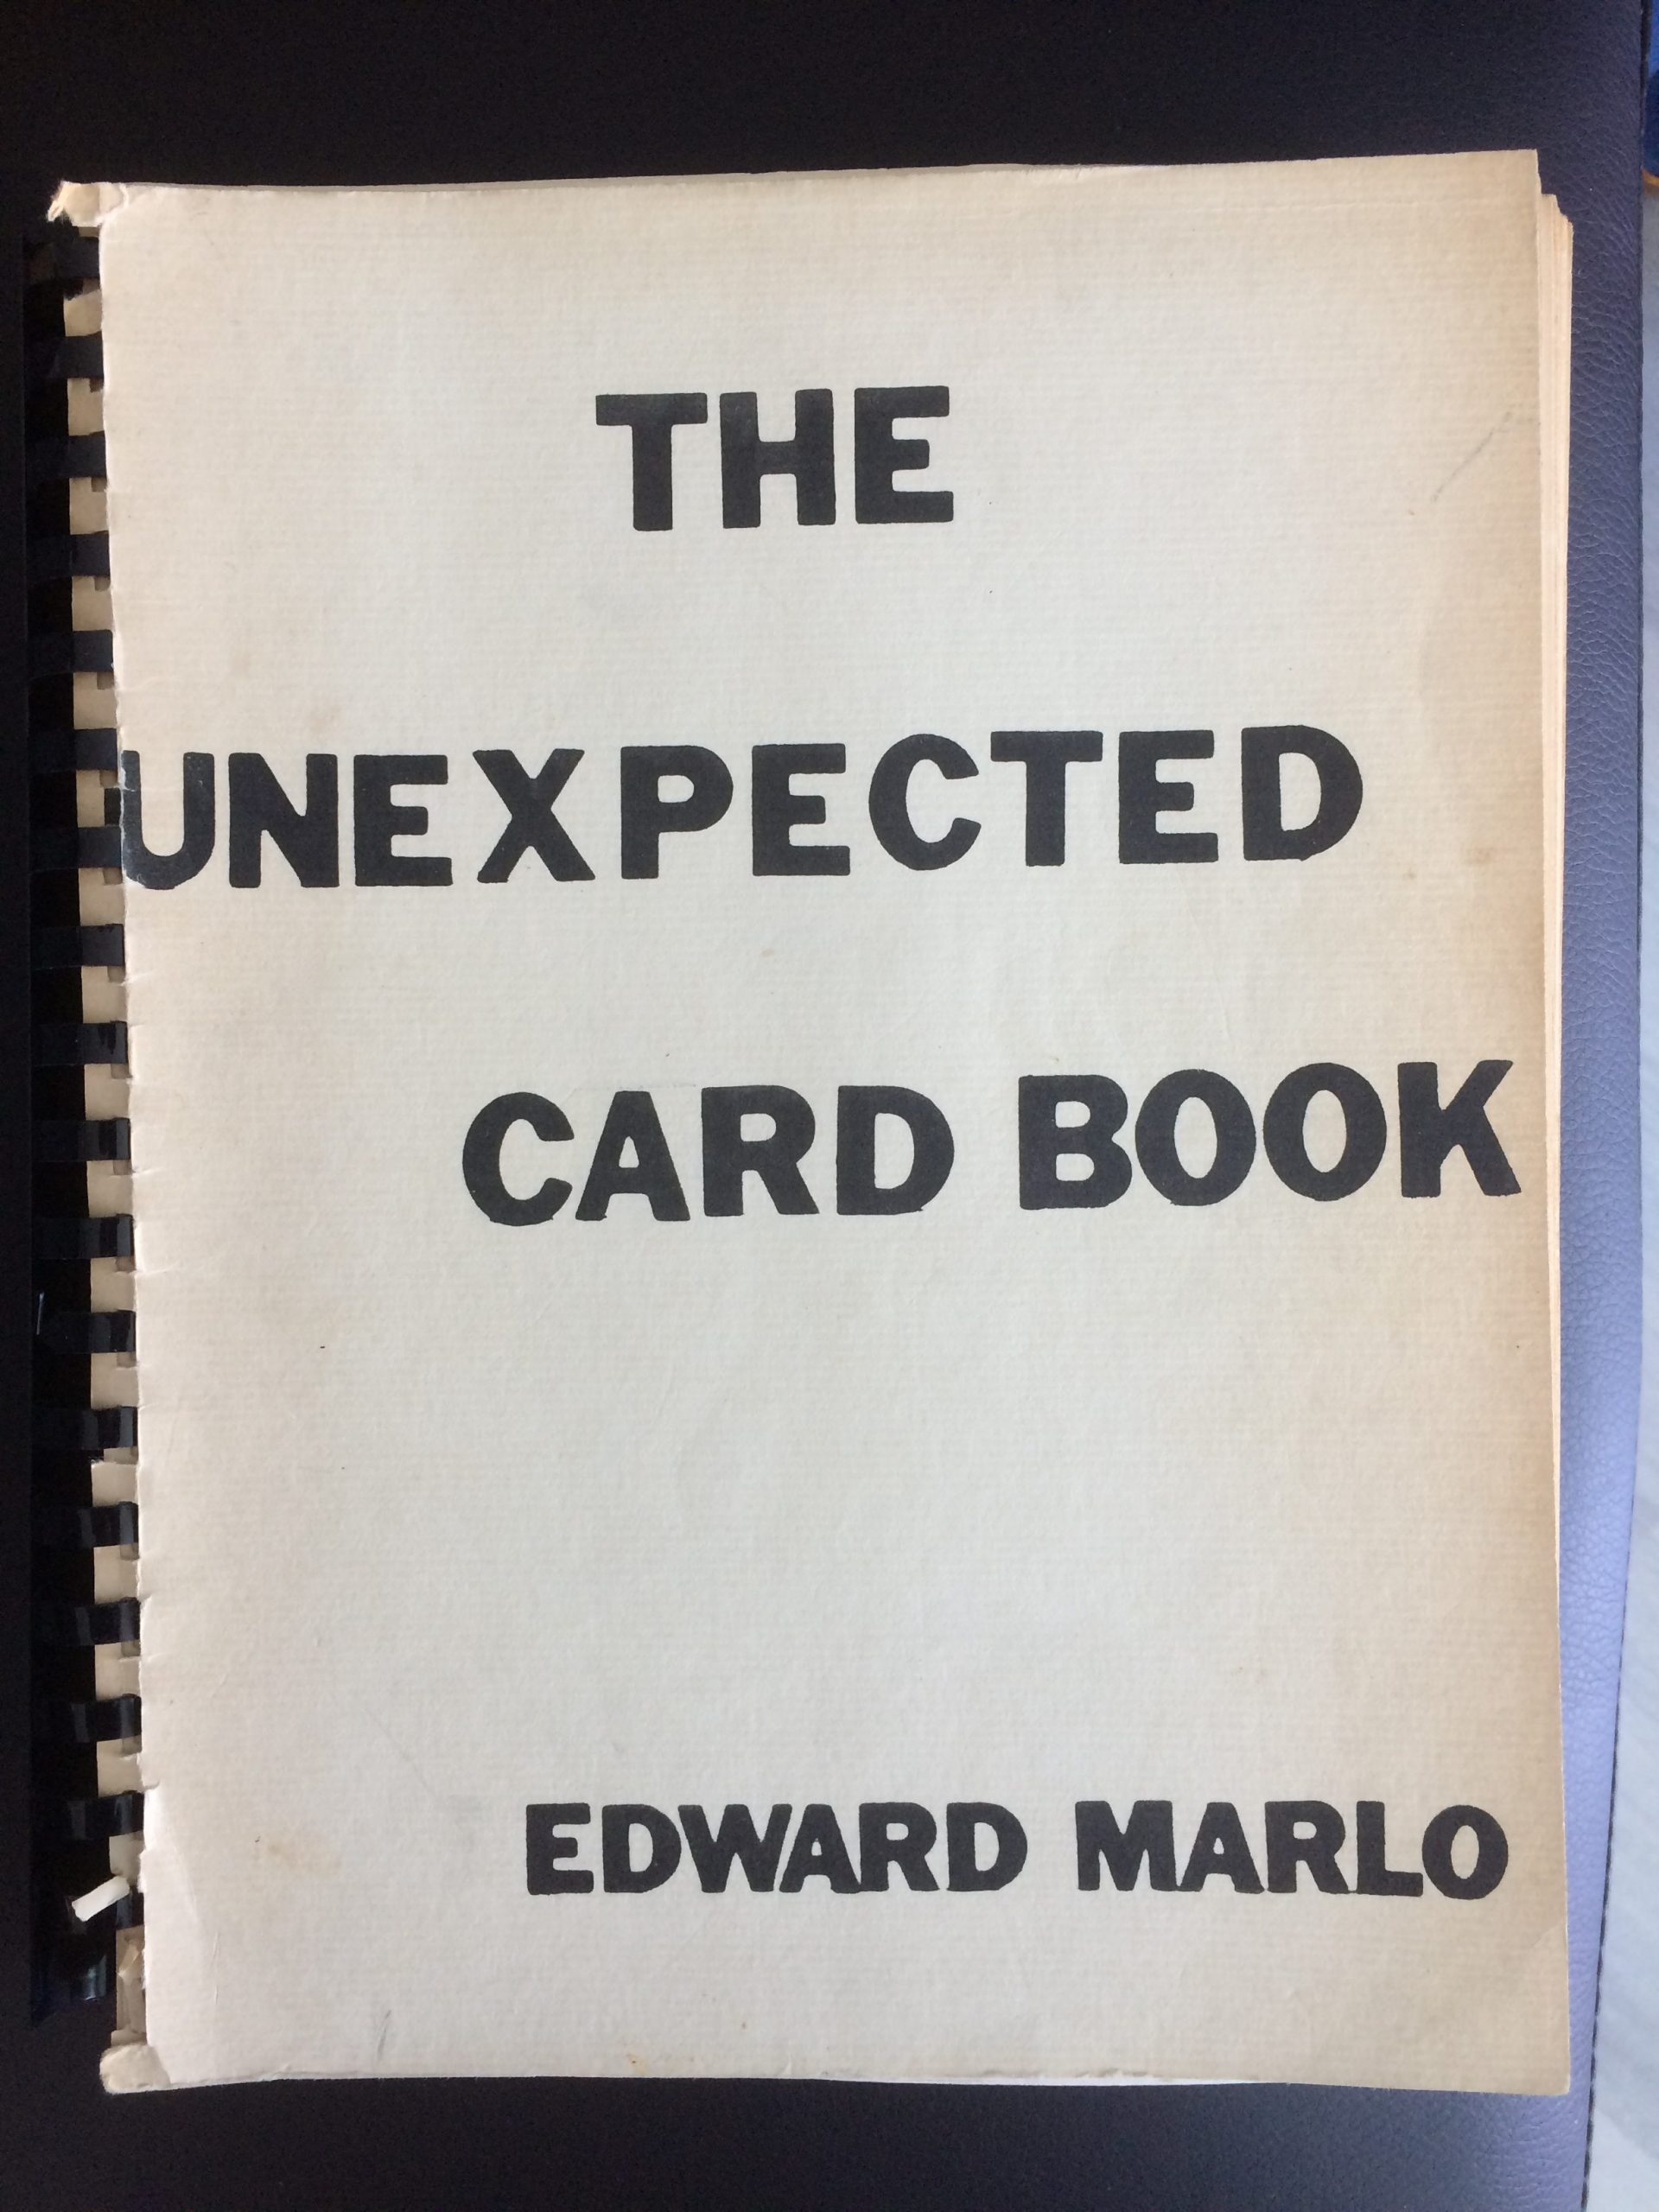 THE
UNEXPECTED
CARD BOOK
EDWARD MARLO